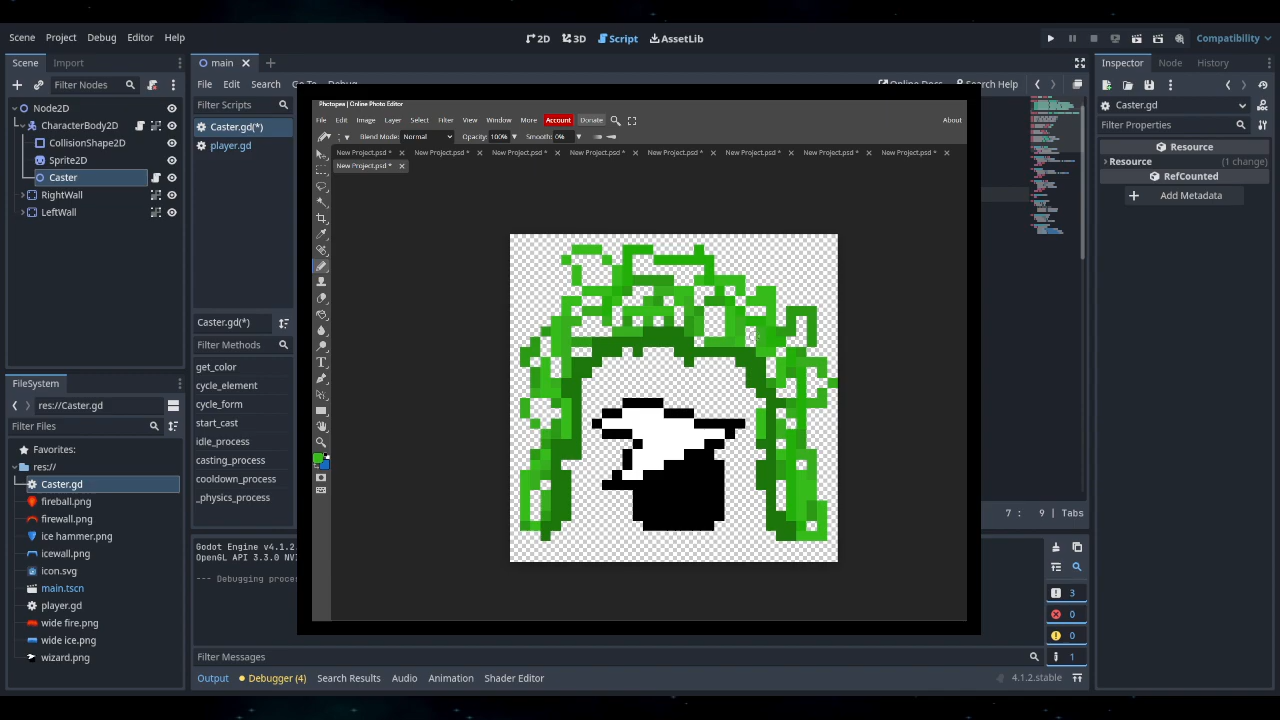 Scene Project Debug Editor Help
2D 3D Script AssetLib
Compatibility
Scene Import
Filter Nodes
Node2D
CharacterBody2D
CollisionShape2D
Sprite2D
Caster
RightWall
LeftWall
FileSystem
res://Caster.gd
Filter Files
Favorites:
res://
Caster.gd
fireball.png
firewall.png
ice hammer.png
icewall.png
icon.svg
main.tscn
player.gd
wide fire.png
wide ice.png
wizard.png
main
File Edit Search Go To Debug
Online Docs Search Help
Filter Scripts
Caster.gd(*)
player.gd
Caster.gd(*)
Filter Methods
get_color
cycle_element
cycle_form
start_cast
idle_process
casting_process
cooldown_process
_physics_process
Photopea | Online Photo Editor
File Edit Image Layer Select Filter View Window More Account Donate About
Blend Mode: Normal Opacity: 100% Smooth: 0%
New Project.psd * New Project.psd * New Project.psd * New Project.psd * New Project.psd * New Project.psd * New Project.psd * New Project.psd *
New Project.psd *
7 : 9 | Tabs
Godot Engine v4.1.2.
OpenGL API 3.3.0 NVI
--- Debugging proces
3
0
0
1
Filter Messages
Output Debugger (4) Search Results Audio Animation Shader Editor
4.1.2.stable
Inspector Node History
Caster.gd
Filter Properties
Resource
Resource (1 change)
RefCounted
Add Metadata